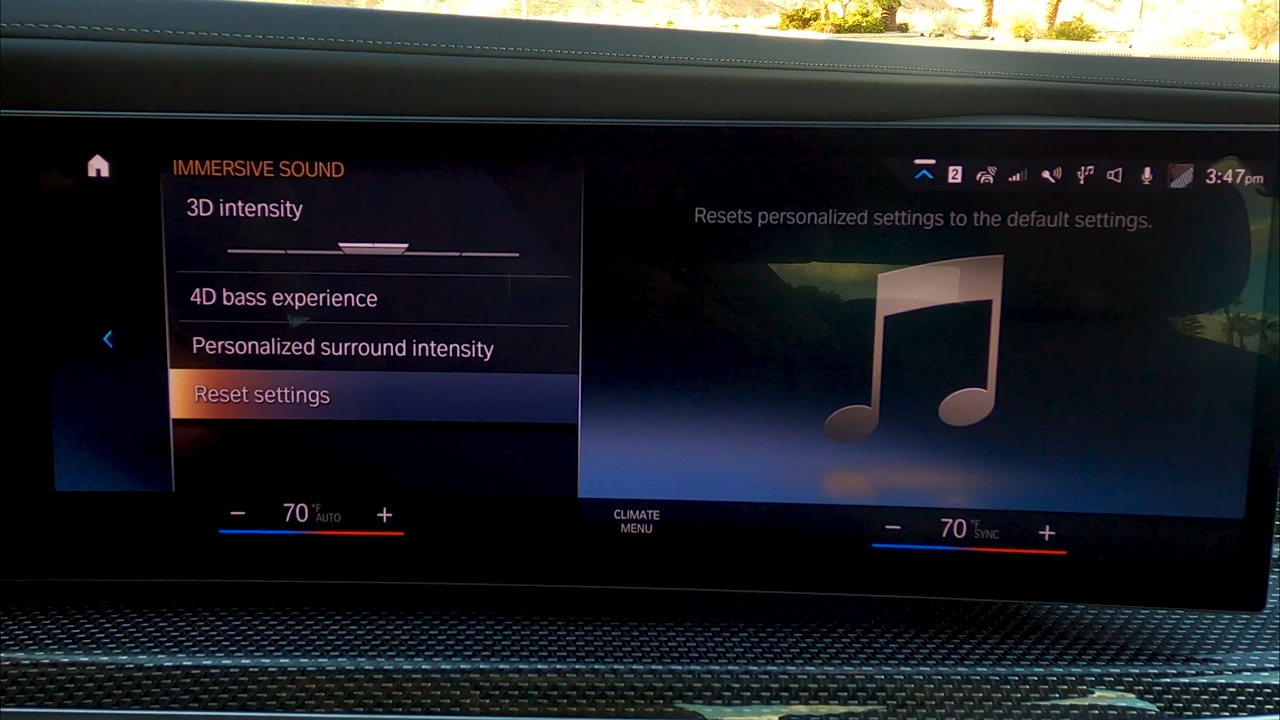 IMMERSIVE SOUND
2
3:47pm
3D intensity
Resets personalized settings to the default settings.
4D bass experience
Personalized surround intensity
Reset settings
- 70 °F AUTO +
CLIMATE
MENU
- 70 °F SYNC +